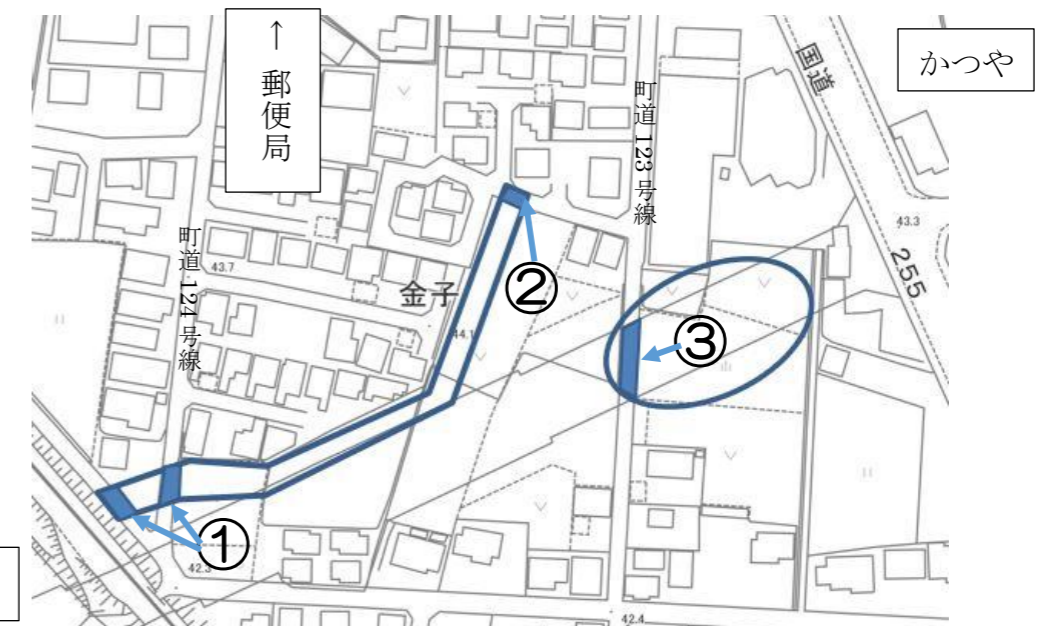 ↑郵便局
かつや
国道
255
町道123号線
町道124号線
43.3
43.7
金子
44.1
②
③
①
42.3
42.4